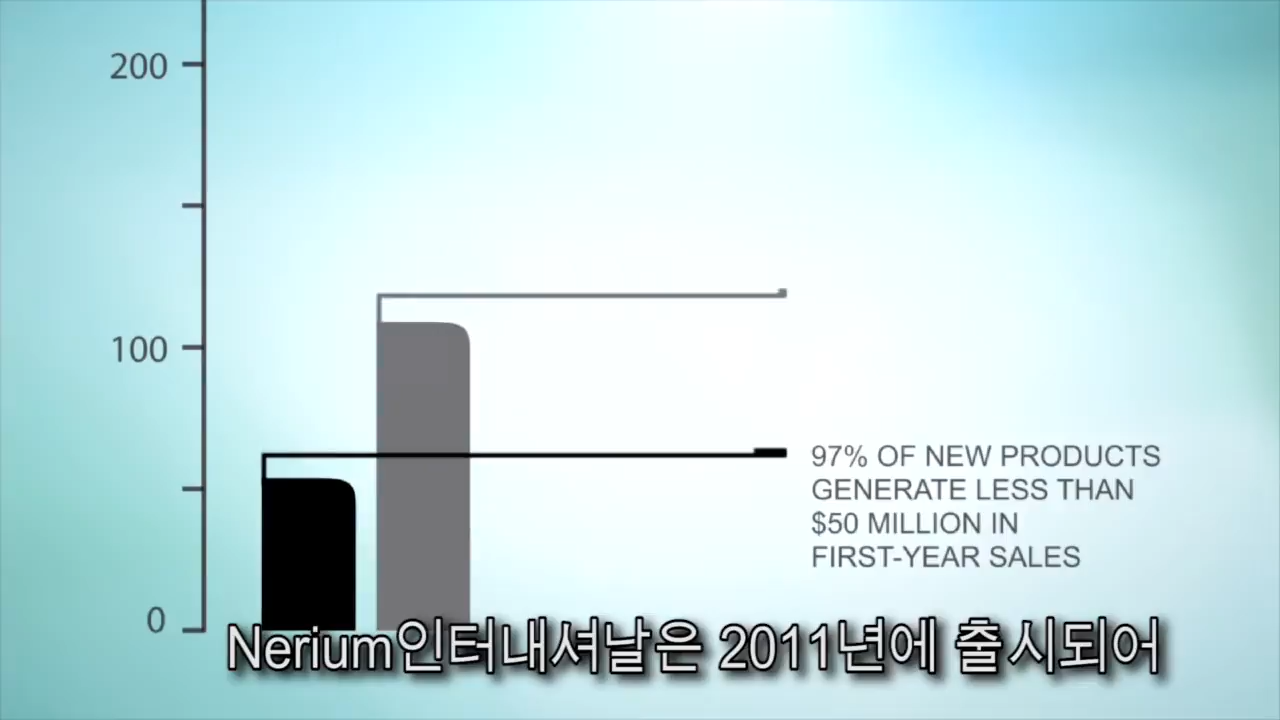 200
100
0
97% OF NEW PRODUCTS
GENERATE LESS THAN
$50 MILLION IN
FIRST-YEAR SALES
Nerium인터내셔날은 2011년에 출시되어